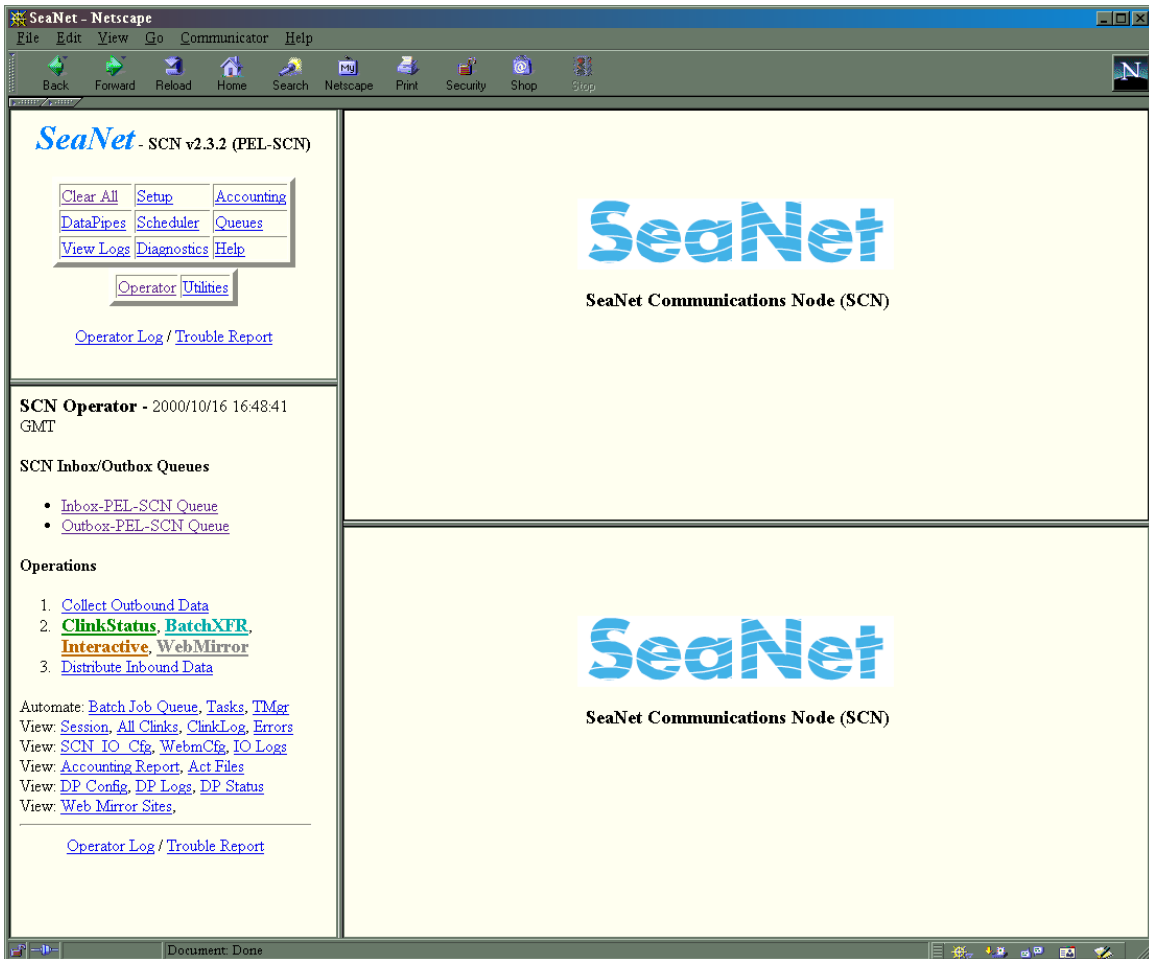 SeaNet - Netscape
File Edit View Go Communicator Help
Back Forward Reload Home Search Netscape Print Security Shop Stop
My
N
SeaNet - SCN v2.3.2 (PEL-SCN)
Clear All Setup Accounting
DataPipes Scheduler Queues
View Logs Diagnostics Help
Operator Utilities
Operator Log / Trouble Report
SCN Operator - 2000/10/16 16:48:41
GMT
SCN Inbox/Outbox Queues
• Inbox-PEL-SCN Queue
• Outbox-PEL-SCN Queue
Operations
1. Collect Outbound Data
2. ClinkStatus, BatchXFR,
Interactive, WebMirror
3. Distribute Inbound Data
Automate: Batch Job Queue, Tasks, TMgr
View: Session, All Clinks, ClinkLog, Errors
View: SCN_IO_Cfg, WebmCfg, IO Logs
View: Accounting Report, Act Files
View: DP Config, DP Logs, DP Status
View: Web Mirror Sites,
Operator Log / Trouble Report
SeaNet
SeaNet Communications Node (SCN)
SeaNet
SeaNet Communications Node (SCN)
Document: Done